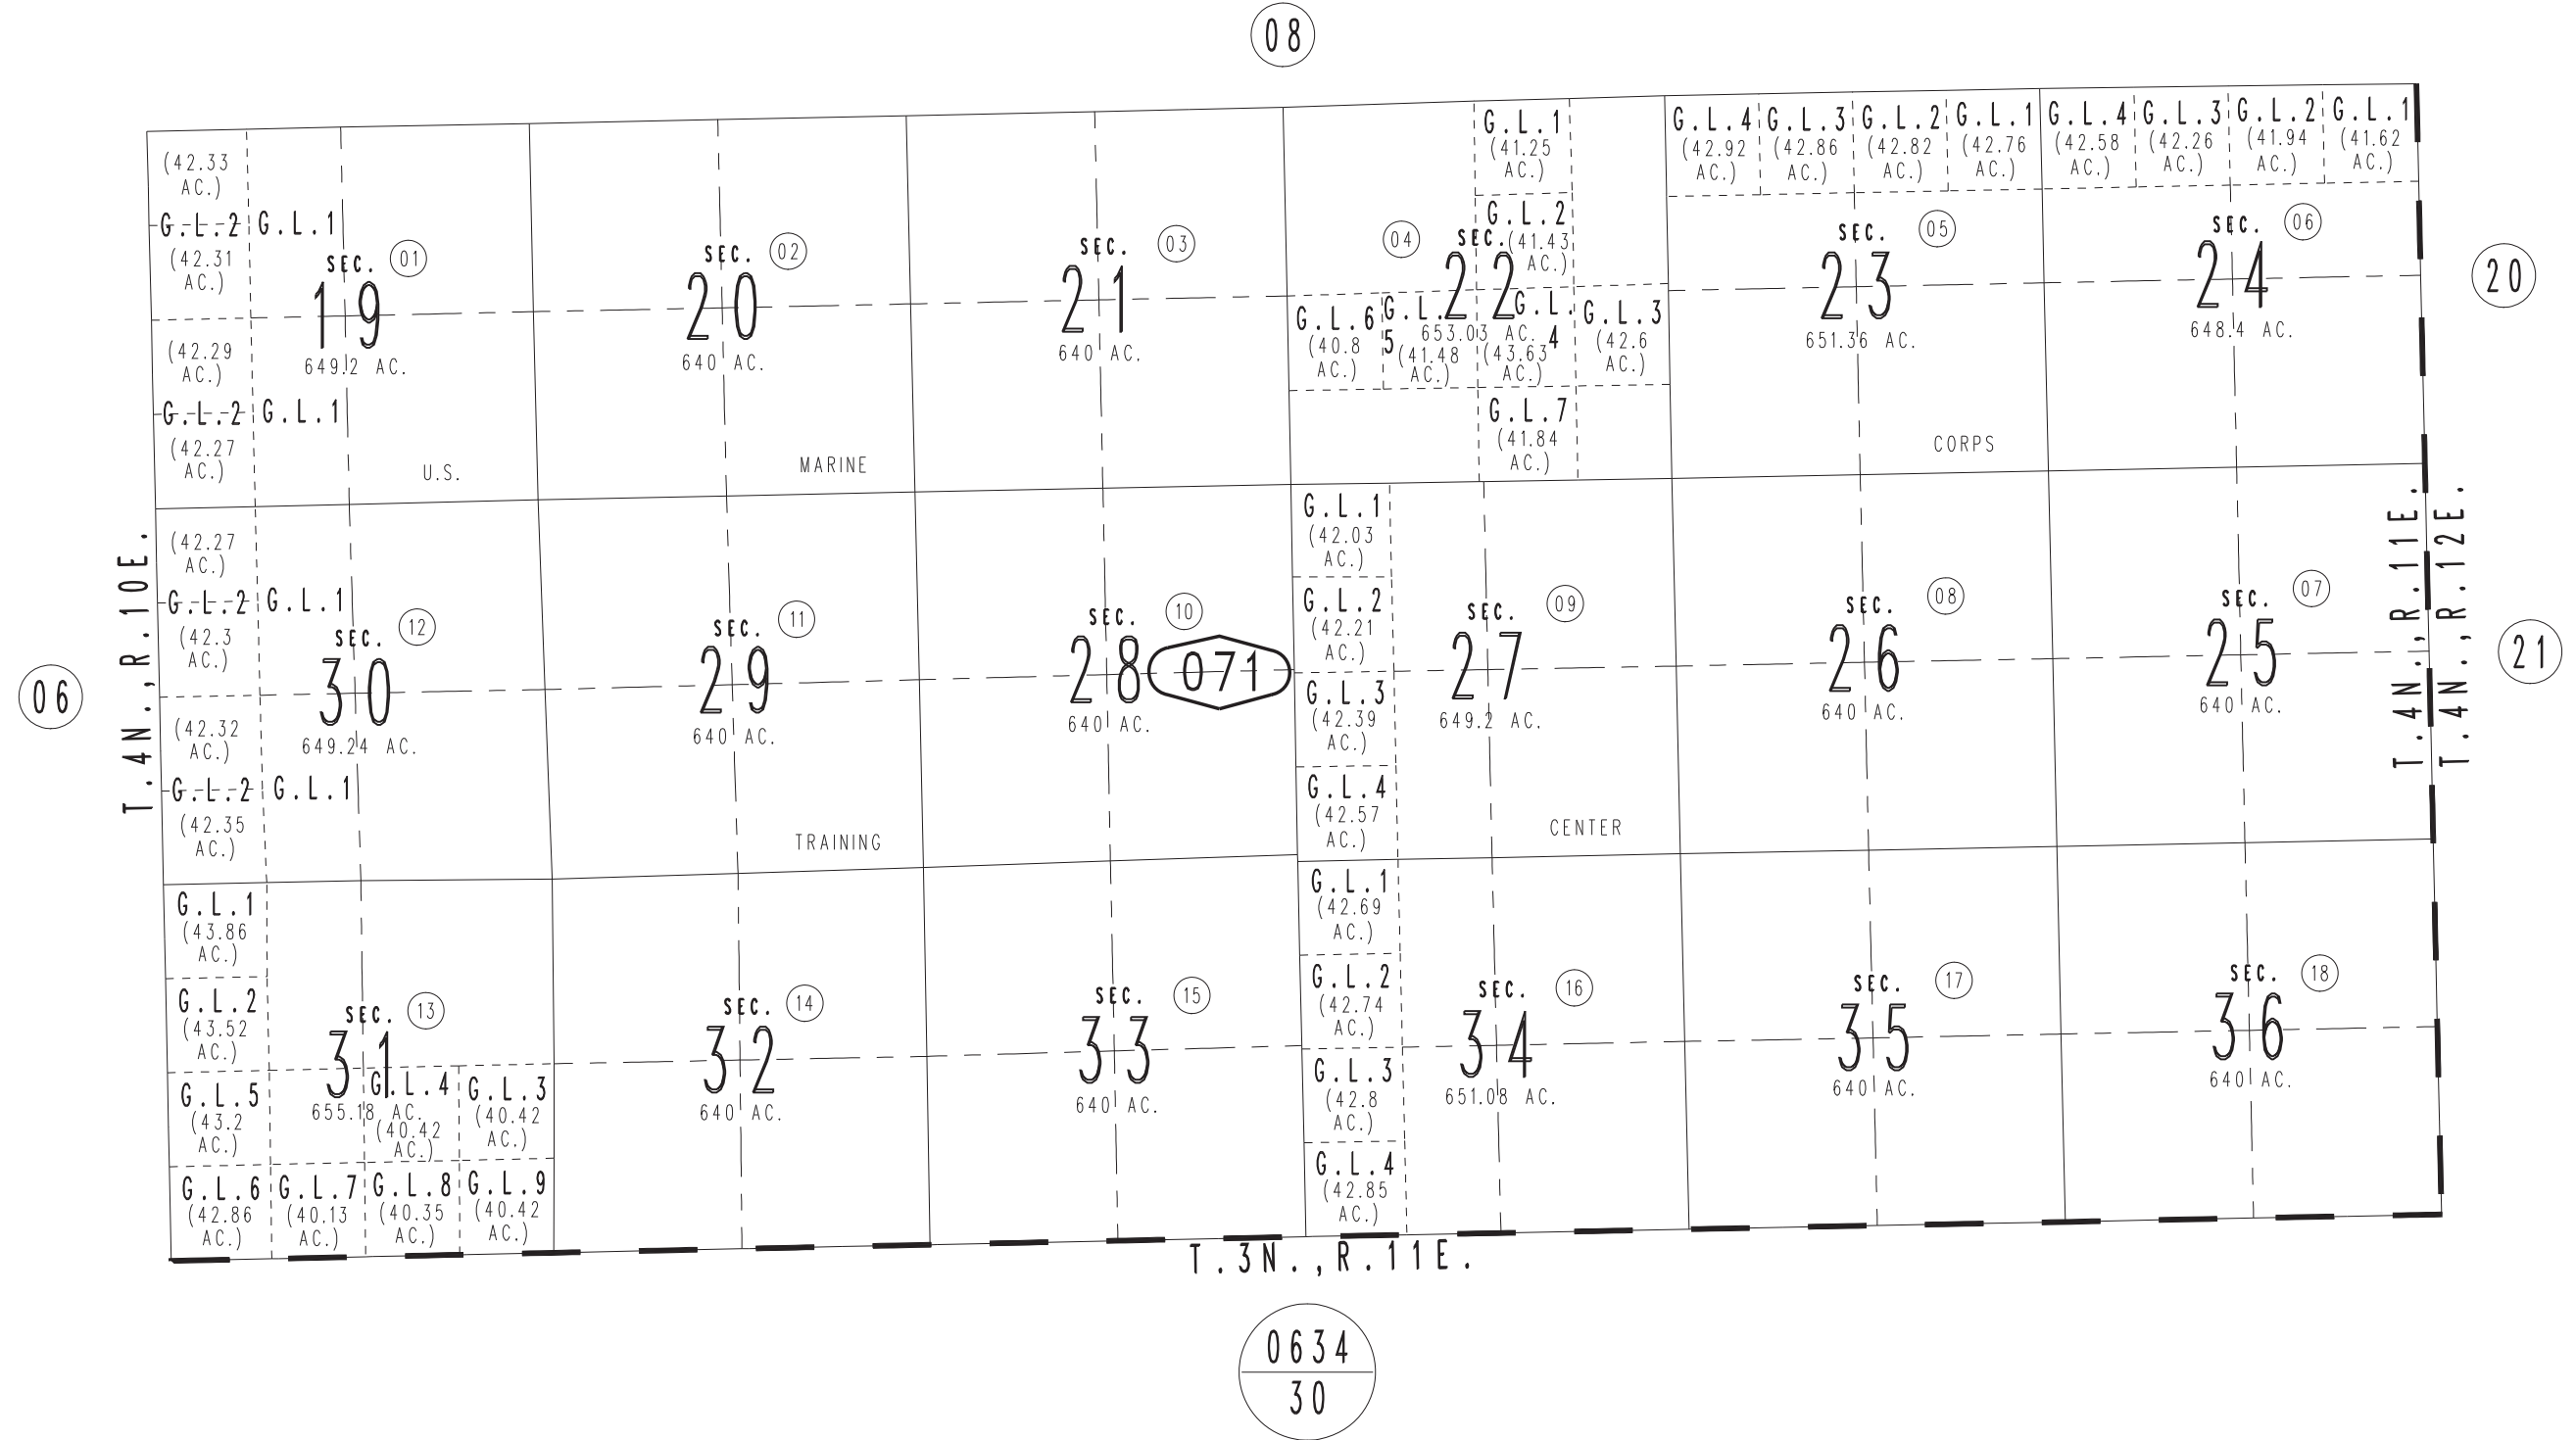 08
(42.33
AC.)
G.L.2 G.L.1
(42.31
AC.)
SEC. 01
19
649.2 AC.
(42.29
AC.)
G.L.2 G.L.1
(42.27
AC.)
U.S.
SEC. 02
20
640 AC.
MARINE
SEC. 03
21
640 AC.
G.L.1
(41.25
AC.)
G.L.2
(41.43
AC.)
04 SEC.
22
653.03 AC.
G.L.6
(40.8
AC.)
G.L.
5
(41.48
AC.)
G.L.
4
(43.63
AC.)
G.L.3
(42.6
AC.)
G.L.7
(41.84
AC.)
G.L.4 G.L.3 G.L.2 G.L.1
(42.92 (42.86 (42.82 (42.76
AC.) AC.) AC.) AC.)
SEC. 05
23
651.36 AC.
CORPS
G.L.4 G.L.3 G.L.2 G.L.1
(42.58 (42.26 (41.94 (41.62
AC.) AC.) AC.) AC.)
SEC. 06
24
648.4 AC.
20
T.4N.,R.10E.
06
(42.27
AC.)
G.L.2 G.L.1
(42.3
AC.)
SEC. 12
30
649.24 AC.
(42.32
AC.)
G.L.2 G.L.1
(42.35
AC.)
SEC. 11
29
640 AC.
TRAINING
SEC. 10
28
640 AC.
071
G.L.1
(42.03
AC.)
G.L.2
(42.21
AC.)
G.L.3
(42.39
AC.)
G.L.4
(42.57
AC.)
SEC. 09
27
649.2 AC.
CENTER
SEC. 08
26
640 AC.
SEC. 07
25
640 AC.
T.4N.,R.11E.
T.4N.,R.12E.
21
G.L.1
(43.86
AC.)
G.L.2
(43.52
AC.)
SEC. 13
31
655.18 AC.
G.L.5
(43.2
AC.)
G.L.4
(40.42
AC.)
G.L.3
(40.42
AC.)
G.L.6 G.L.7 G.L.8 G.L.9
(42.86 (40.13 (40.35 (40.42
AC.) AC.) AC.) AC.)
SEC. 14
32
640 AC.
SEC. 15
33
640 AC.
G.L.1
(42.69
AC.)
G.L.2
(42.74
AC.)
G.L.3
(42.8
AC.)
G.L.4
(42.85
AC.)
SEC. 16
34
651.08 AC.
SEC. 17
35
640 AC.
SEC. 18
36
640 AC.
T.3N.,R.11E.
0634
30